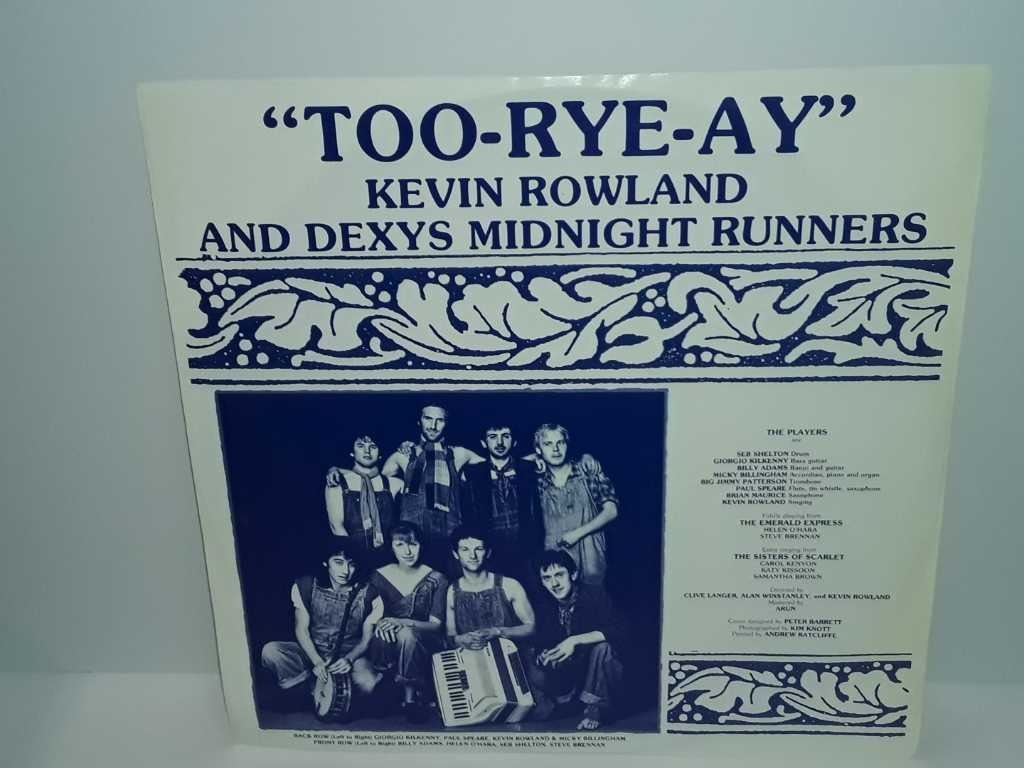 “TOO-RYE-AY”
KEVIN ROWLAND
AND DEXYS MIDNIGHT RUNNERS
THE PLAYERS
are
SEB SHELTON Drum
GIORGIO KILKENNY Bass guitar
BILLY ADAMS Banjo and guitar
MICKY BILLINGHAM Accordian, piano and organ
BIG JIMMY PATTERSON Trombone
PAUL SPEARE Flute, tin whistle, saxophone
BRIAN MAURICE Saxophone
KEVIN ROWLAND Singing
Fiddle playing from
THE EMERALD EXPRESS
HELEN O'HARA
STEVE BRENNAN
Extra singing from
THE SISTERS OF SCARLET
CAROL KENYON
KATY KISSOON
SAMANTHA BROWN
Directed by
CLIVE LANGER, ALAN WINSTANLEY, and KEVIN ROWLAND
Mastered by
ARUN
Cover designed by PETER BARRETT
Photographed by KIM KNOTT
Painted by ANDREW RATCLIFFE
BACK ROW (Left to Right) GIORGIO KILKENNY, PAUL SPEARE, KEVIN ROWLAND & MICKY BILLINGHAM
FRONT ROW (Left to Right) BILLY ADAMS, HELEN O'HARA, SEB SHELTON, STEVE BRENNAN